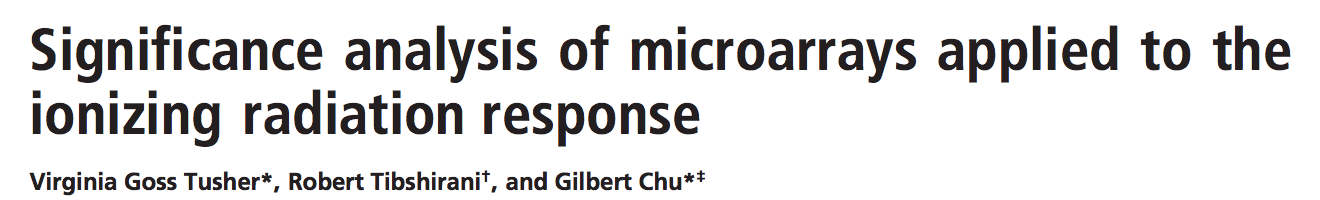 Significance analysis of microarrays applied to the
ionizing radiation response
Virginia Goss Tusher*, Robert Tibshirani†, and Gilbert Chu*‡